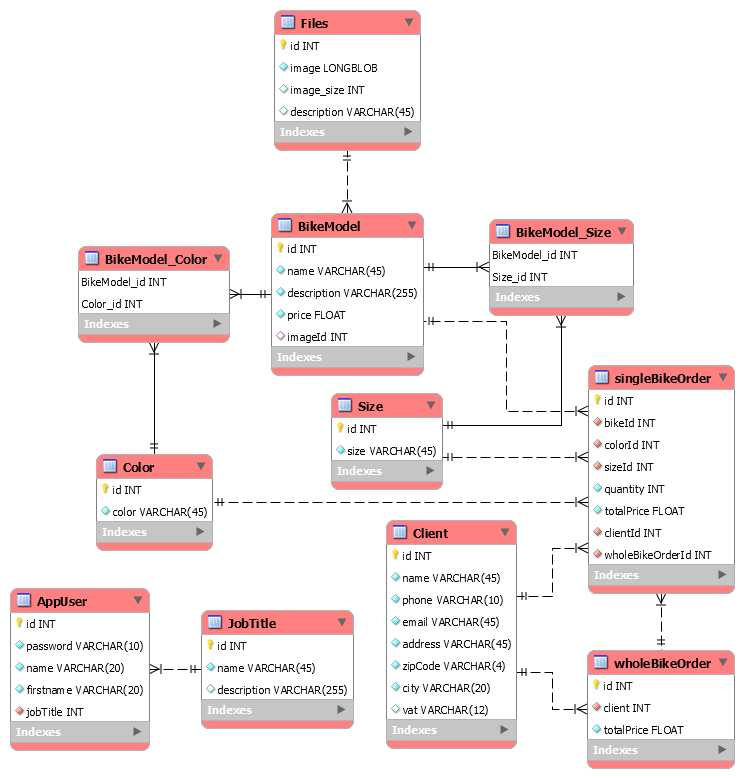 Files
id INT
image LONGBLOB
image_size INT
description VARCHAR(45)
Indexes
BikeModel
id INT
name VARCHAR(45)
description VARCHAR(255)
price FLOAT
imageId INT
Indexes
BikeModel_Size
BikeModel_id INT
Size_id INT
Indexes
BikeModel_Color
BikeModel_id INT
Color_id INT
Indexes
singleBikeOrder
id INT
bikeId INT
colorId INT
sizeId INT
quantity INT
totalPrice FLOAT
clientId INT
wholeBikeOrderId INT
Indexes
Size
id INT
size VARCHAR(45)
Indexes
Color
id INT
color VARCHAR(45)
Indexes
Client
id INT
name VARCHAR(45)
phone VARCHAR(10)
email VARCHAR(45)
address VARCHAR(45)
zipCode VARCHAR(4)
city VARCHAR(20)
vat VARCHAR(12)
Indexes
AppUser
id INT
password VARCHAR(10)
name VARCHAR(20)
firstname VARCHAR(20)
jobTitle INT
Indexes
JobTitle
id INT
name VARCHAR(45)
description VARCHAR(255)
Indexes
wholeBikeOrder
id INT
client INT
totalPrice FLOAT
Indexes